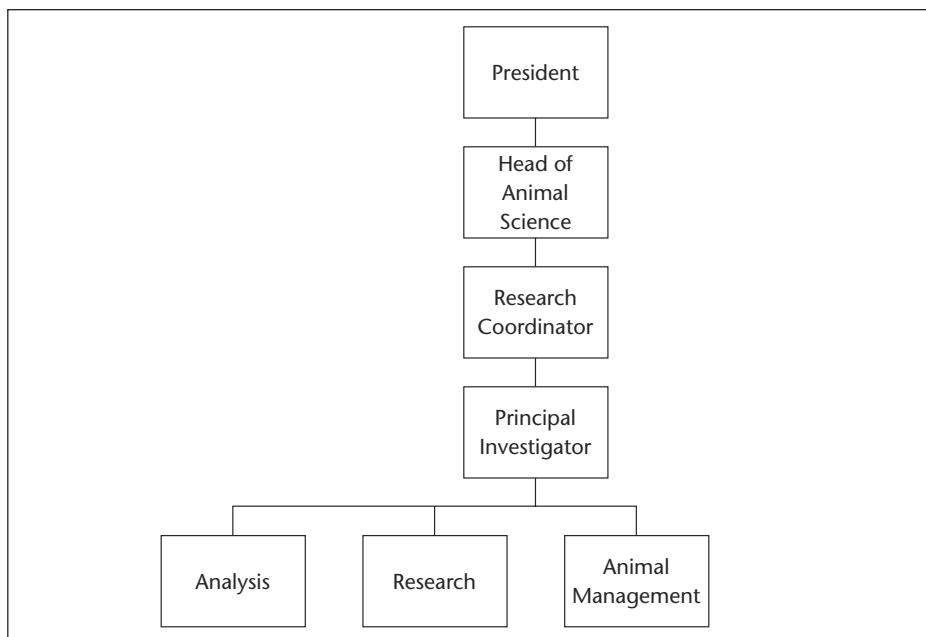 President
Head of
Animal
Science
Research
Coordinator
Principal
Investigator
Analysis
Research
Animal
Management